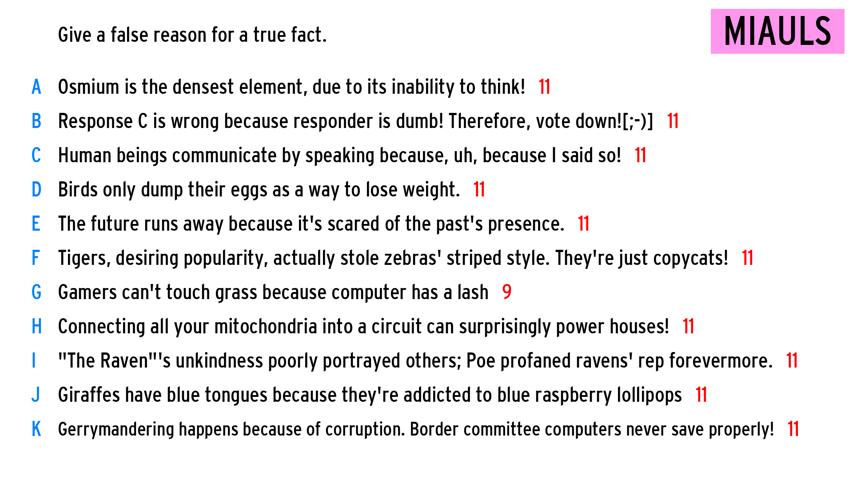 Give a false reason for a true fact.
MIAULS
A Osmium is the densest element, due to its inability to think! 11
B Response C is wrong because responder is dumb! Therefore, vote down![;-)] 11
C Human beings communicate by speaking because, uh, because I said so! 11
D Birds only dump their eggs as a way to lose weight. 11
E The future runs away because it's scared of the past's presence. 11
F Tigers, desiring popularity, actually stole zebras' striped style. They're just copycats! 11
G Gamers can't touch grass because computer has a lash 9
H Connecting all your mitochondria into a circuit can surprisingly power houses! 11
I "The Raven"'s unkindness poorly portrayed others; Poe profaned ravens' rep forevermore. 11
J Giraffes have blue tongues because they're addicted to blue raspberry lollipops 11
K Gerrymandering happens because of corruption. Border committee computers never save properly! 11